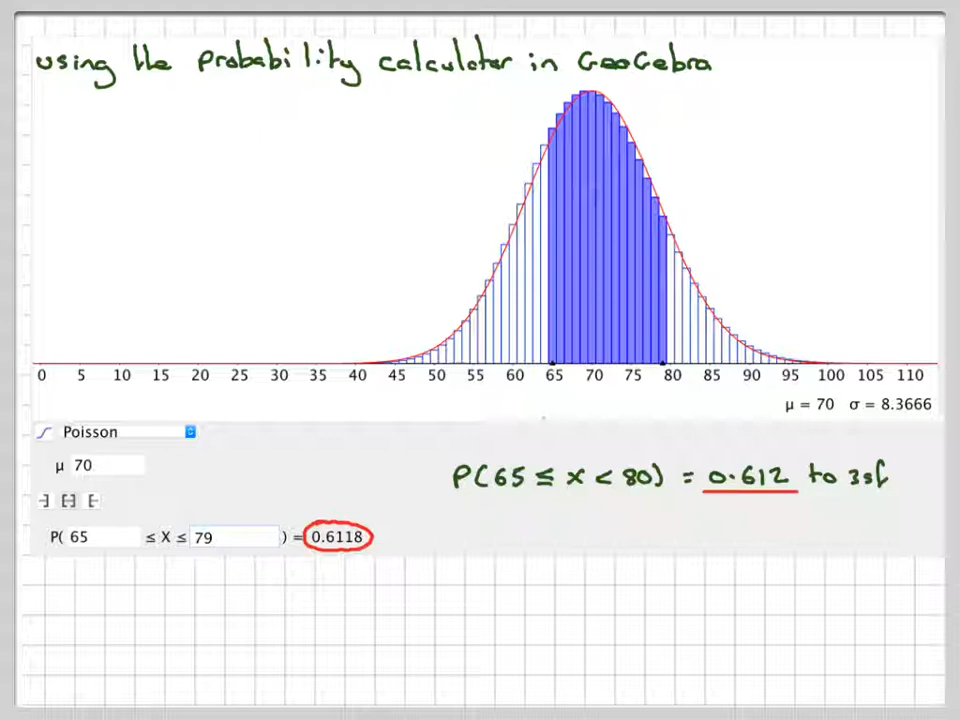 using the probability calculator in GeoGebra
0 5 10 15 20 25 30 35 40 45 50 55 60 65 70 75 80 85 90 95 100 105 110
μ = 70 σ = 8.3666
Poisson
μ 70
P(65 ≤ x < 80) = 0.612 to 3sf
P( 65 ≤ X ≤ 79 ) = 0.6118